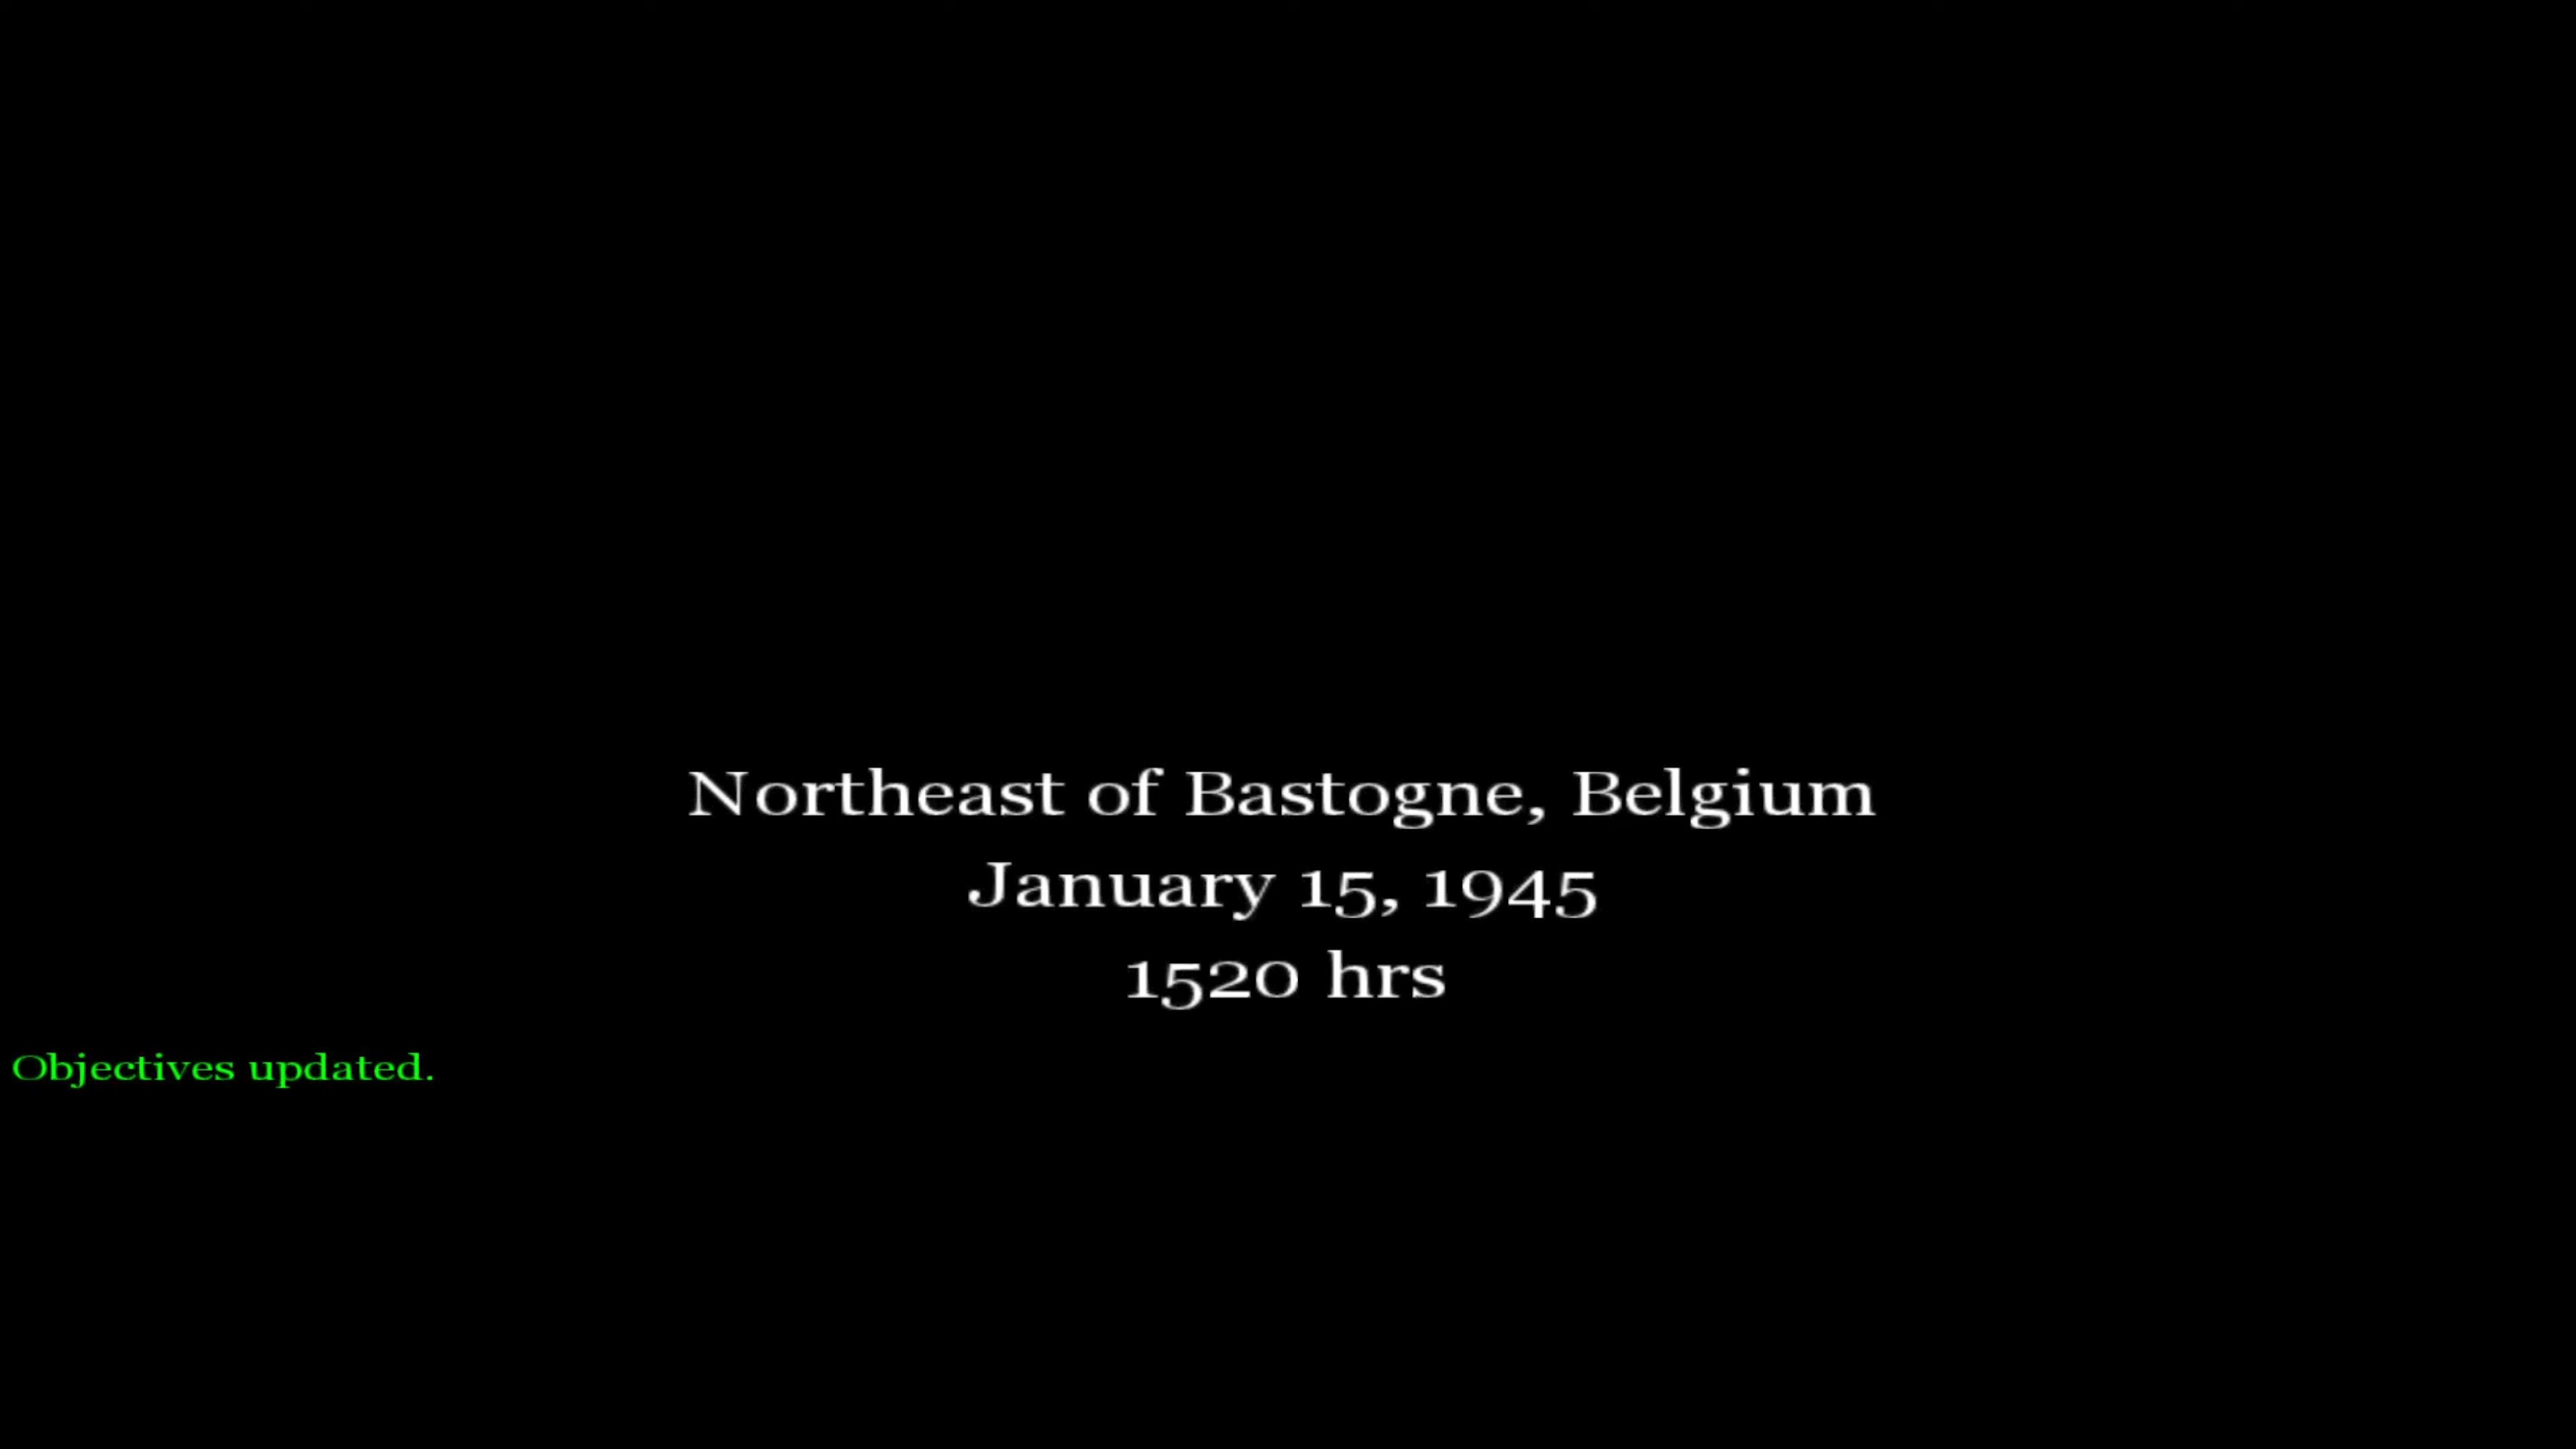 Northeast of Bastogne, Belgium
January 15, 1945
1520 hrs
Objectives updated.